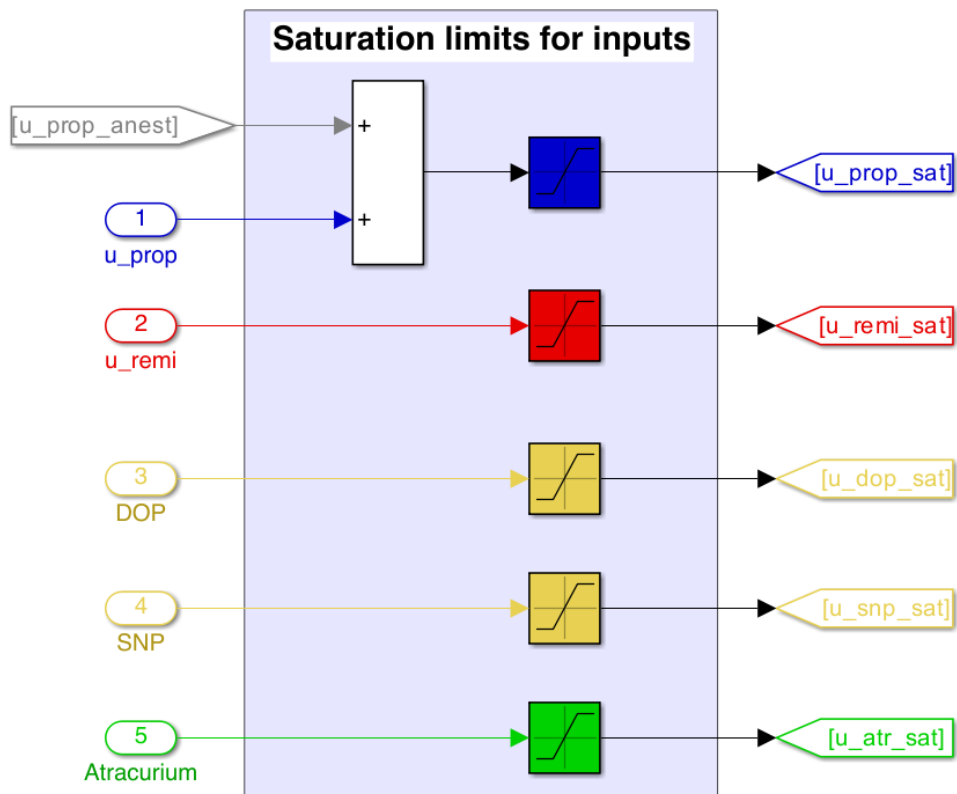 Saturation limits for inputs
[u_prop_anest]
+
[u_prop_sat]
1
+
u_prop
2
[u_remi_sat]
u_remi
3
[u_dop_sat]
DOP
4
[u_snp_sat]
SNP
5
[u_atr_sat]
Atracurium